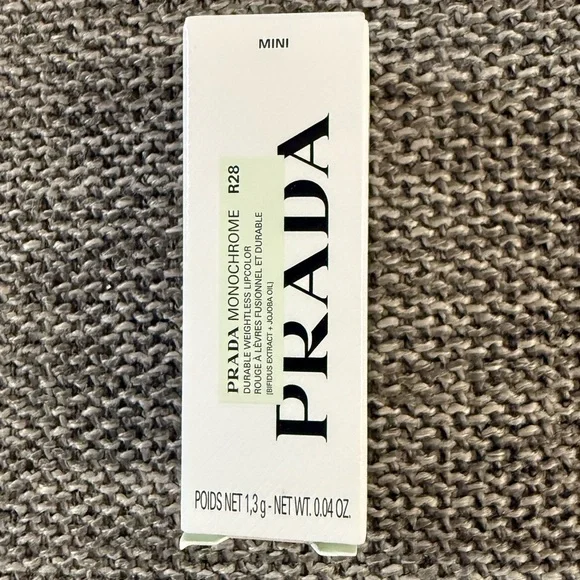 MINI
PRADA
PRADA MONOCHROME R28
DURABLE WEIGHTLESS LIPCOLOR
ROUGE À LÈVRES FUSIONNEL ET DURABLE
[BIFIDUS EXTRACT + JOJOBA OIL]
POIDS NET 1,3 g - NET WT. 0.04 OZ.